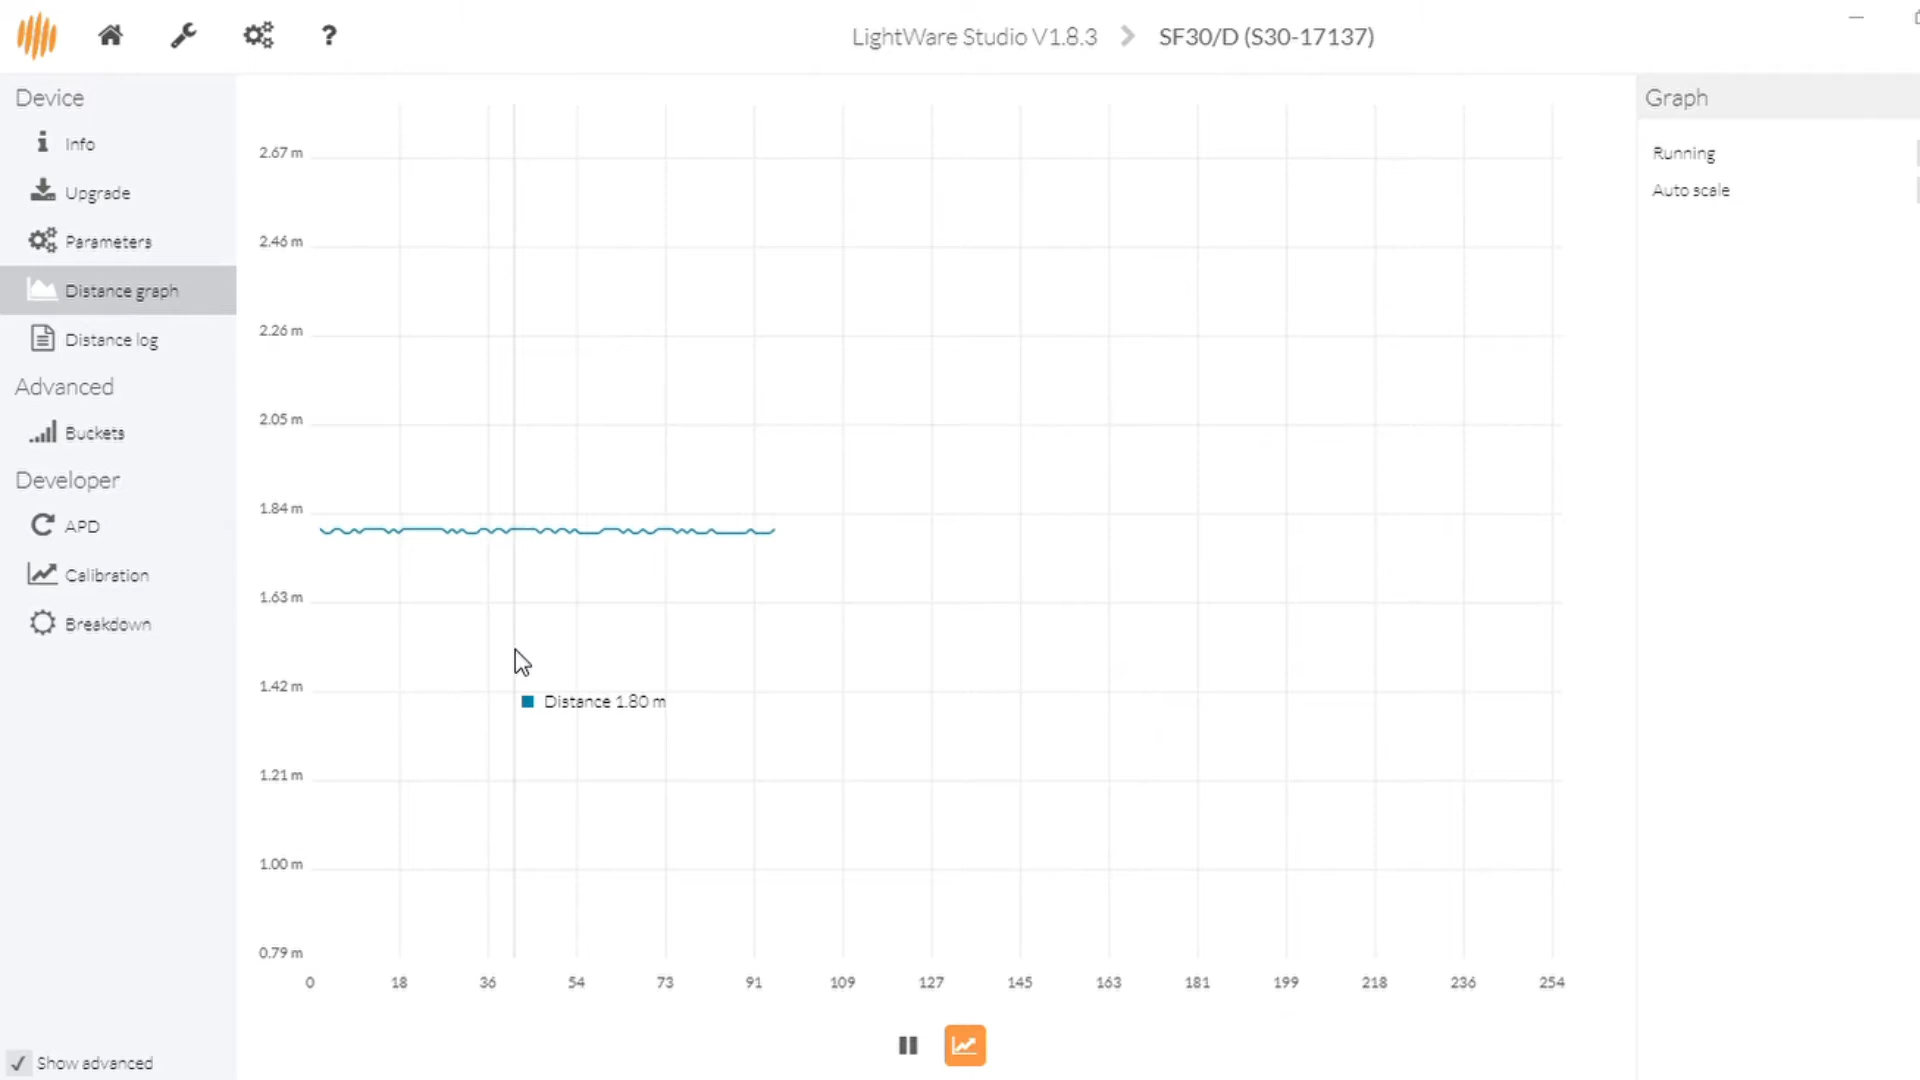 LightWare Studio V1.8.3 > SF30/D (S30-17137)
Device
Info
Upgrade
Parameters
Distance graph
Distance log
Advanced
Buckets
Developer
APD
Calibration
Breakdown
Show advanced
2.67 m
2.46 m
2.26 m
2.05 m
1.84 m
1.63 m
1.42 m
1.21 m
1.00 m
0.79 m
Distance 1.80 m
0 18 36 54 73 91 109 127 145 163 181 199 218 236 254
Graph
Running
Auto scale